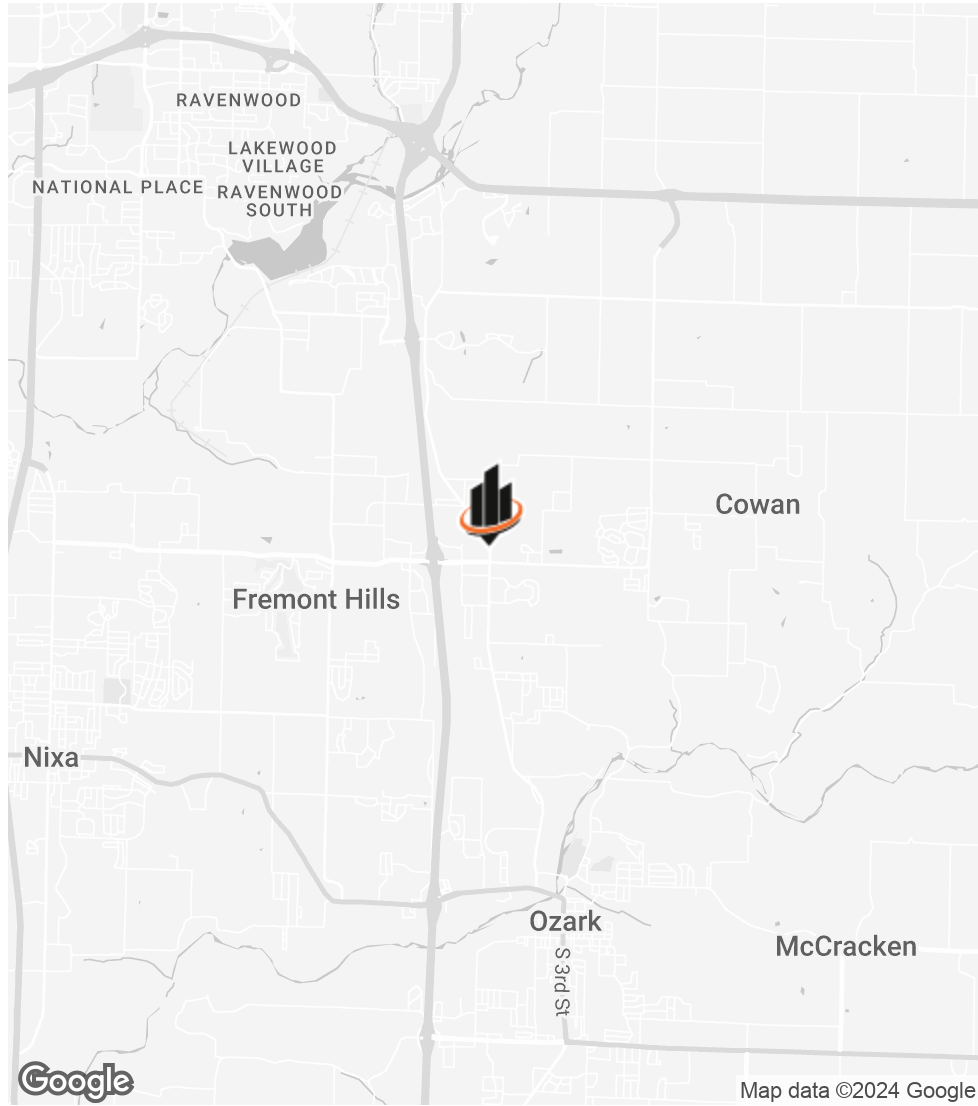 RAVENWOOD
LAKEWOOD
VILLAGE
NATIONAL PLACE
RAVENWOOD
SOUTH
Cowan
Fremont Hills
Nixa
Ozark
McCracken
S 3rd St
Google
Map data ©2024 Google